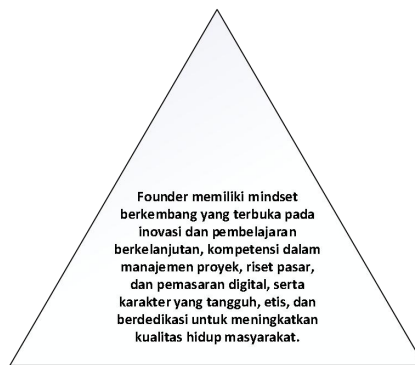 Founder memiliki mindset
berkembang yang terbuka pada
inovasi dan pembelajaran
berkelanjutan, kompetensi dalam
manajemen proyek, riset pasar,
dan pemasaran digital, serta
karakter yang tangguh, etis, dan
berdedikasi untuk meningkatkan
kualitas hidup masyarakat.